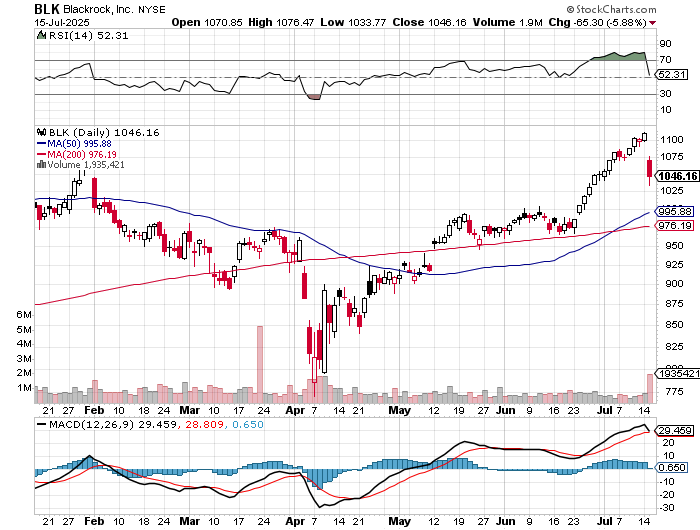 BLK Blackrock, Inc. NYSE
© StockCharts.com
15-Jul-2025 Open 1070.85 High 1076.47 Low 1033.77 Close 1046.16 Volume 1.9M Chg -65.30 (-5.88%)
RSI(14) 52.31
90
70
52.31
30
10
BLK (Daily) 1046.16
MA(50) 995.88
MA(200) 976.19
Volume 1,935,421
1100
1075
1046.16
1025
995.88
976.19
950
925
900
875
850
825
775
6M
5M
4M
3M
2M
1M
1935421
21 27 Feb 10 18 24 Mar 10 17 24 Apr 7 14 21 May 12 19 27 Jun 9 16 23 Jul 7 14
MACD(12,26,9) 29.459, 28.809, 0.650
29.459
20
10
0.650
-10
-20
-30
21 27 Feb 10 18 24 Mar 10 17 24 Apr 7 14 21 May 12 19 27 Jun 9 16 23 Jul 7 14